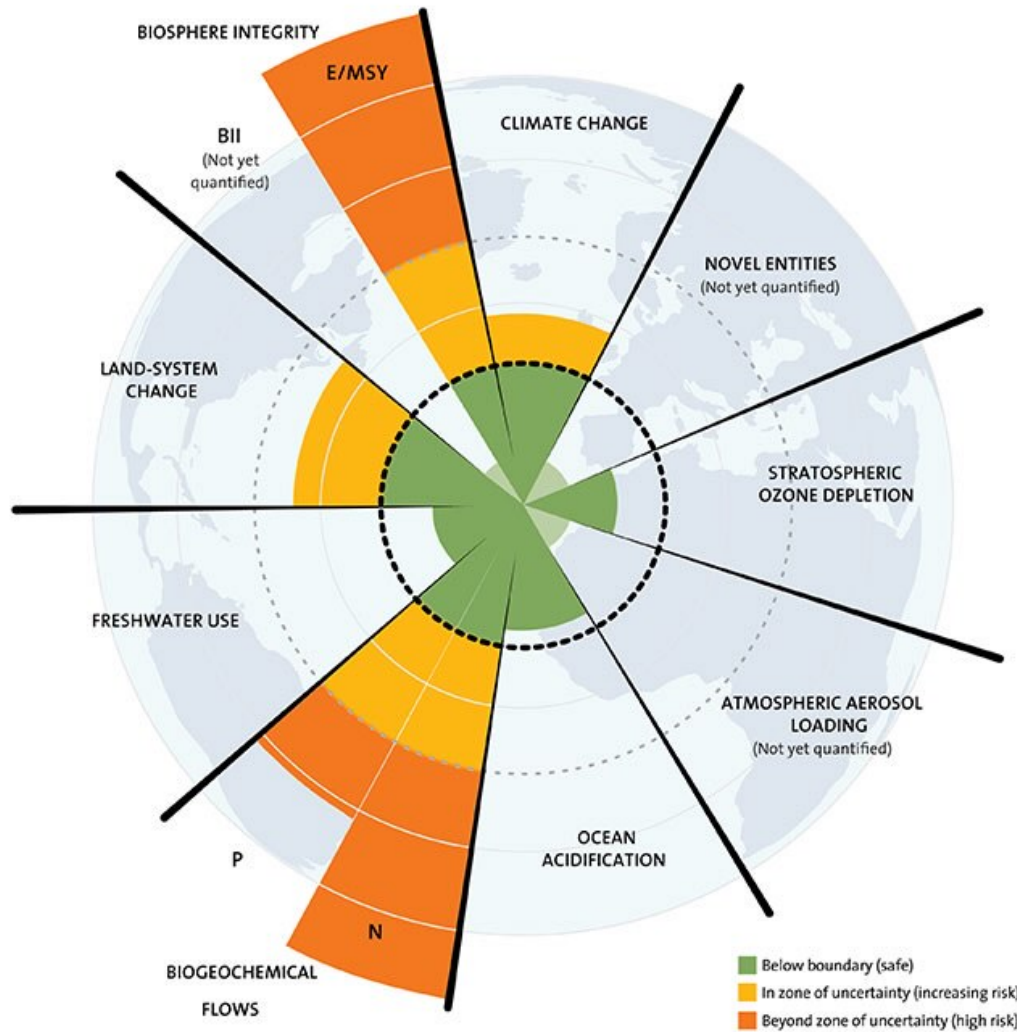 BIOSPHERE INTEGRITY
E/MSY
BII
(Not yet
quantified)
CLIMATE CHANGE
NOVEL ENTITIES
(Not yet quantified)
LAND-SYSTEM
CHANGE
STRATOSPHERIC
OZONE DEPLETION
FRESHWATER USE
ATMOSPHERIC AEROSOL
LOADING
(Not yet quantified)
OCEAN
ACIDIFICATION
P
N
BIOGEOCHEMICAL
FLOWS
Below boundary (safe)
In zone of uncertainty (increasing risk)
Beyond zone of uncertainty (high risk)